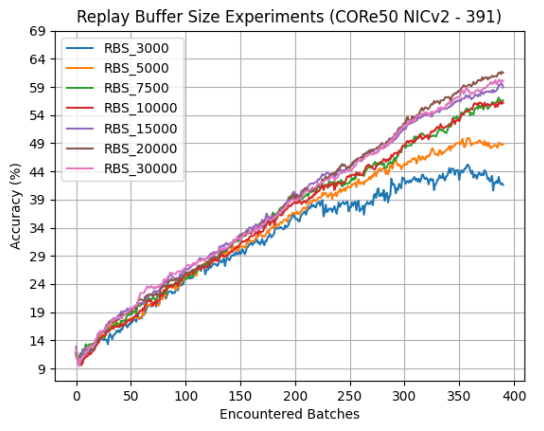 Replay Buffer Size Experiments (CORe50 NICv2 - 391)
69
64
59
54
49
44
39
34
29
24
19
14
9
Accuracy (%)
RBS_3000
RBS_5000
RBS_7500
RBS_10000
RBS_15000
RBS_20000
RBS_30000
0 50 100 150 200 250 300 350 400
Encountered Batches